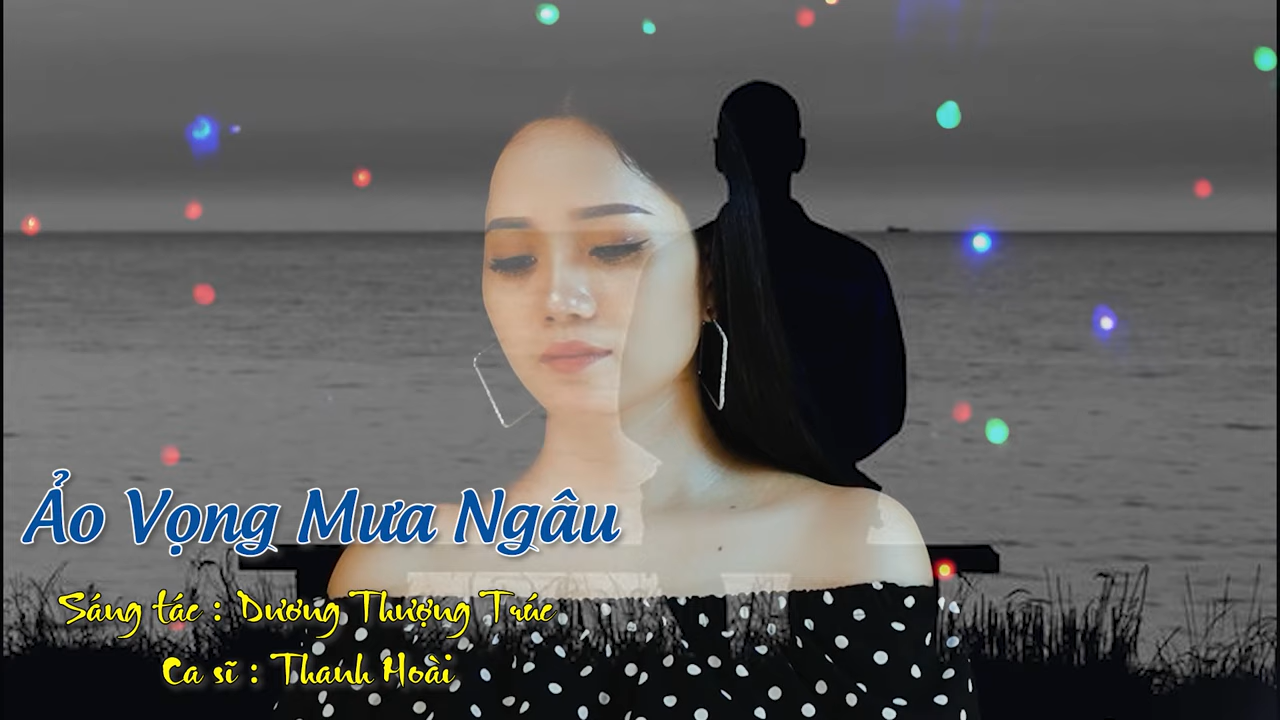 Ảo Vọng Mưa Ngâu
Sáng tác : Dương Thượng Trúc
Ca sĩ : Thanh Hoài